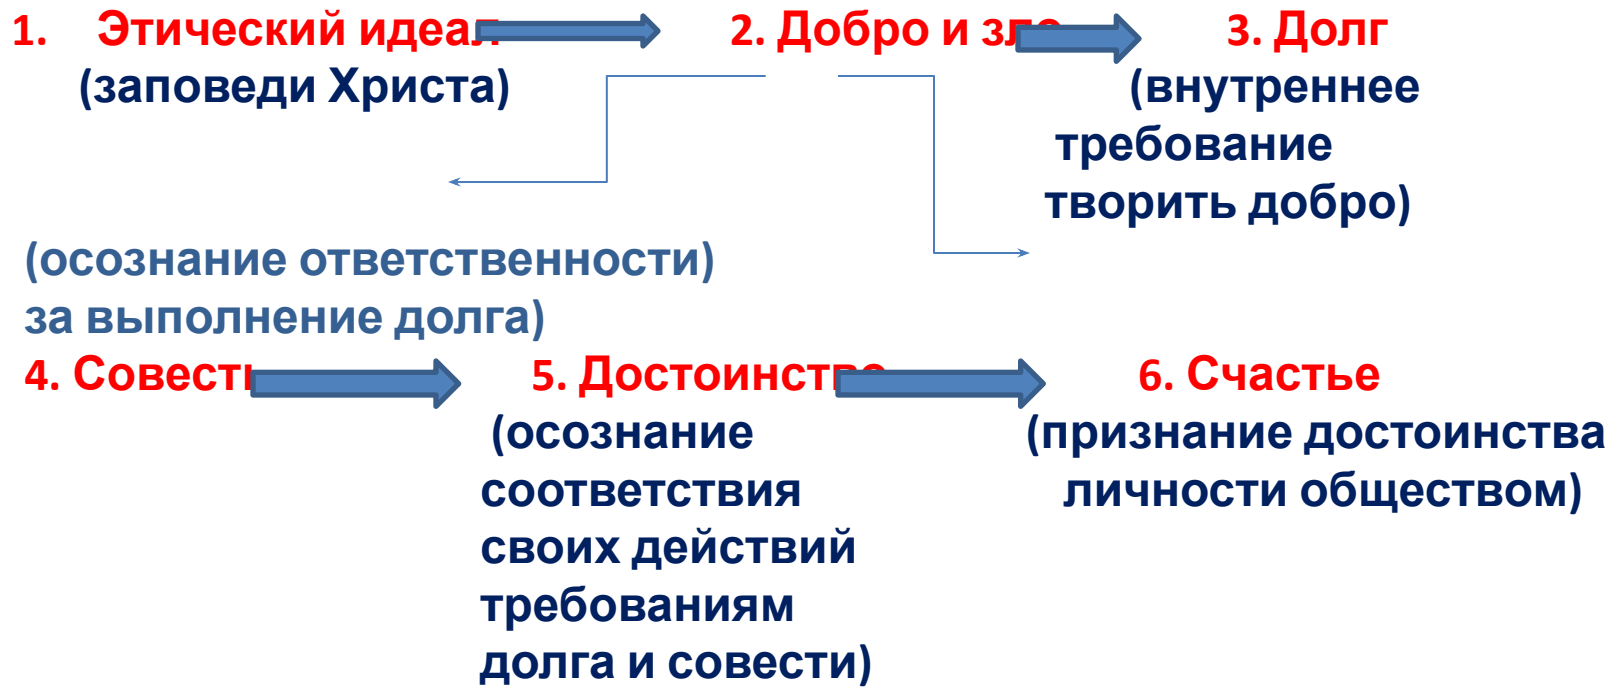 1. Этический идеал 2. Добро и зло 3. Долг
(заповеди Христа) (внутреннее
требование
творить добро)
(осознание ответственности)
за выполнение долга)
4. Совесть 5. Достоинство 6. Счастье
(осознание (признание достоинства
соответствия личности обществом)
своих действий
требованиям
долга и совести)